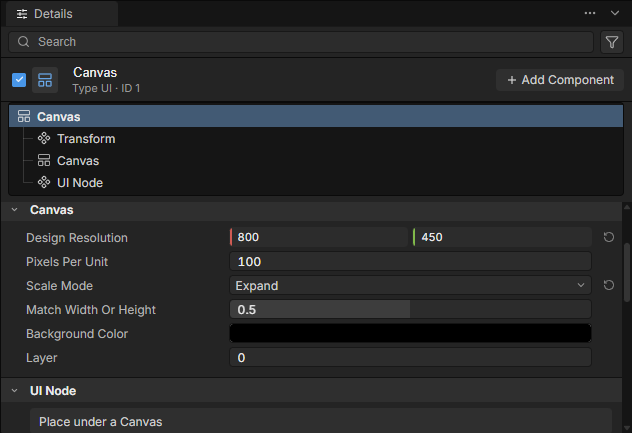 Details
Search
Canvas
Type UI · ID 1
Add Component
Canvas
Transform
Canvas
UI Node
Canvas
Design Resolution 800 450
Pixels Per Unit 100
Scale Mode Expand
Match Width Or Height 0.5
Background Color
Layer 0
UI Node
Place under a Canvas